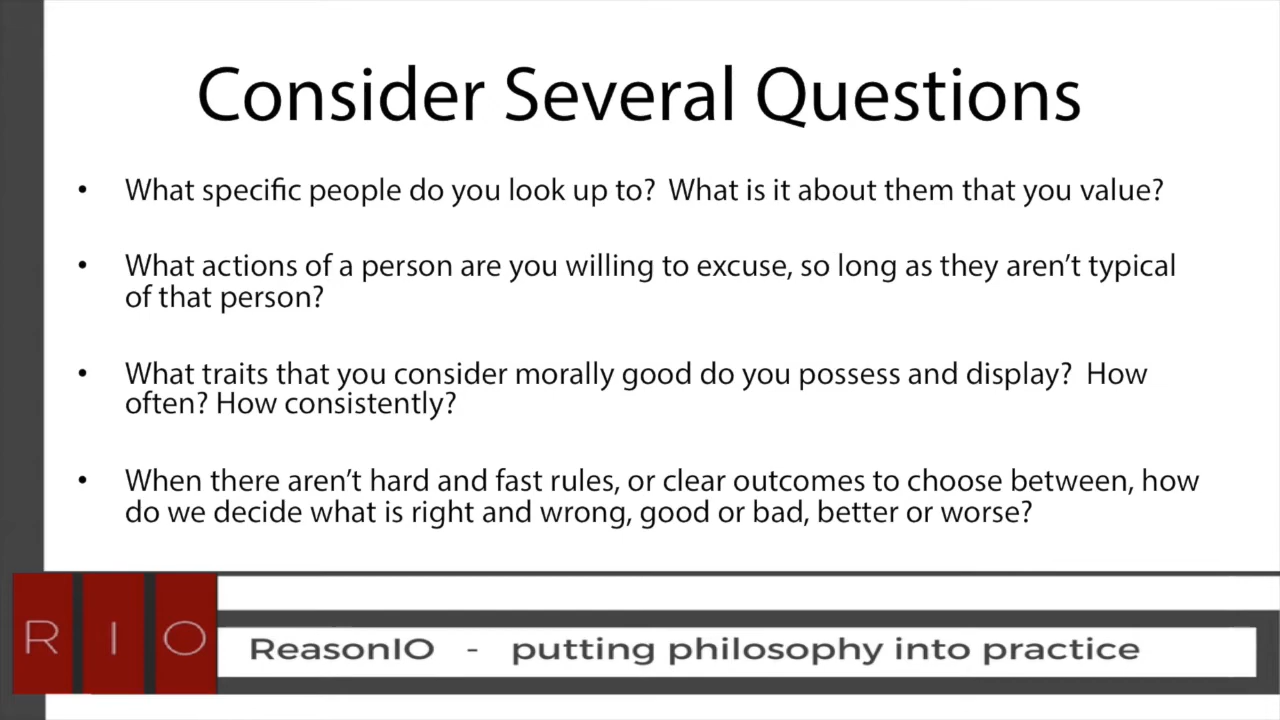 Consider Several Questions
• What specific people do you look up to?  What is it about them that you value?
• What actions of a person are you willing to excuse, so long as they aren’t typical
of that person?
• What traits that you consider morally good do you possess and display?  How
often? How consistently?
• When there aren’t hard and fast rules, or clear outcomes to choose between, how
do we decide what is right and wrong, good or bad, better or worse?
R I O
ReasonIO - putting philosophy into practice